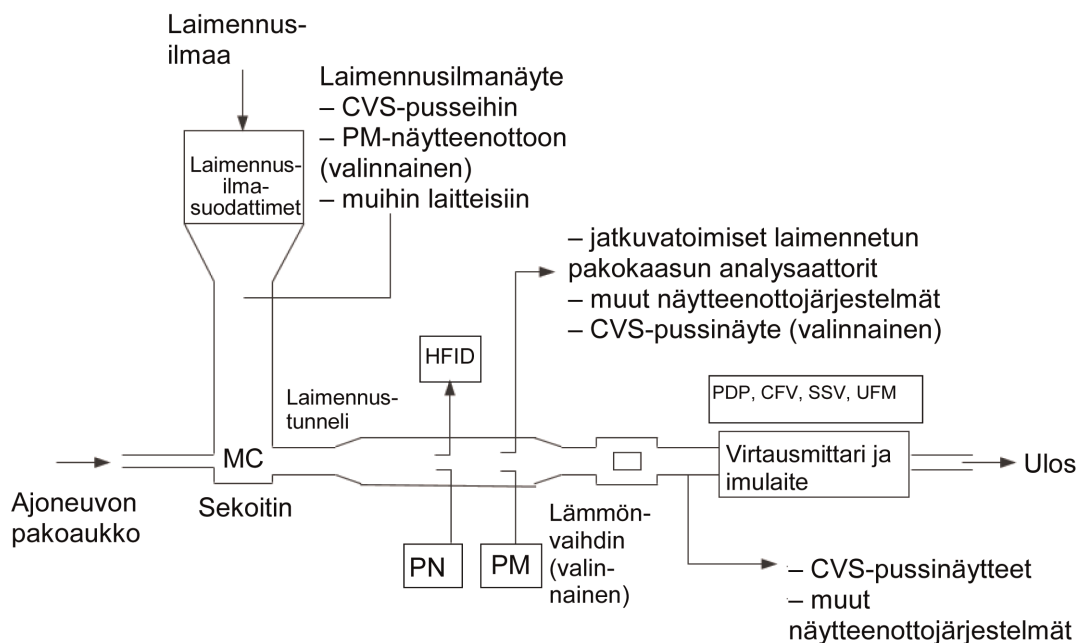 Laimennus-
ilmaa
Laimennusilmanäyte
– CVS-pusseihin
– PM-näytteenottoon
(valinnainen)
– muihin laitteisiin
Laimennus-
ilma-
suodattimet
– jatkuvatoimiset laimennetun
pakokaasun analysaattorit
– muut näytteenottojärjestelmät
– CVS-pussinäyte (valinnainen)
HFID
PDP, CFV, SSV, UFM
Laimennus-
tunneli
MC
Virtausmittari ja
imulaite
Ulos
Ajoneuvon
pakoaukko
Sekoitin
PN
PM
Lämmön-
vaihdin
(valin-
nainen)
– CVS-pussinäytteet
– muut
näytteenottojärjestelmät